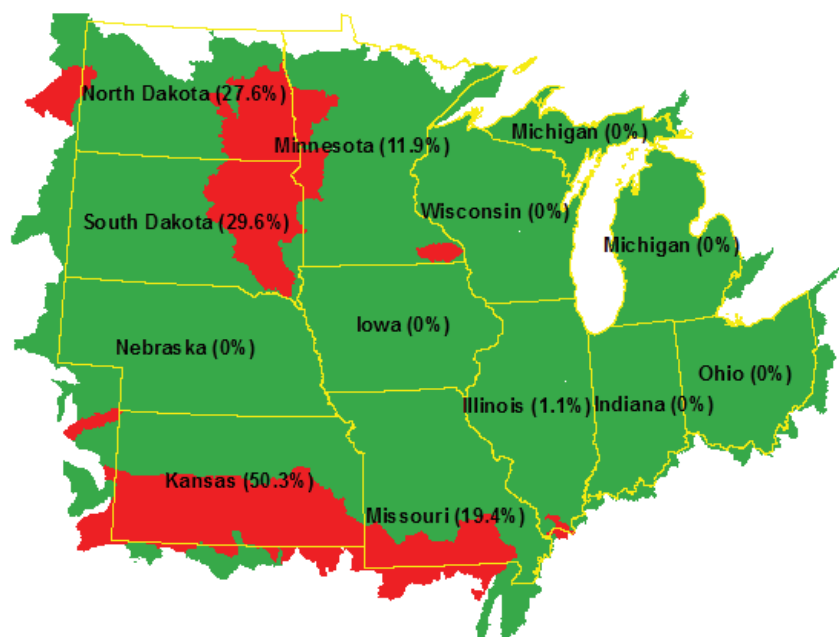 North Dakota (27.6%)
Michigan (0%)
Minnesota (11.9%)
South Dakota (29.6%)
Wisconsin (0%)
Michigan (0%)
Iowa (0%)
Nebraska (0%)
Ohio (0%)
Illinois (1.1%)
Indiana (0%)
Kansas (50.3%)
Missouri (19.4%)